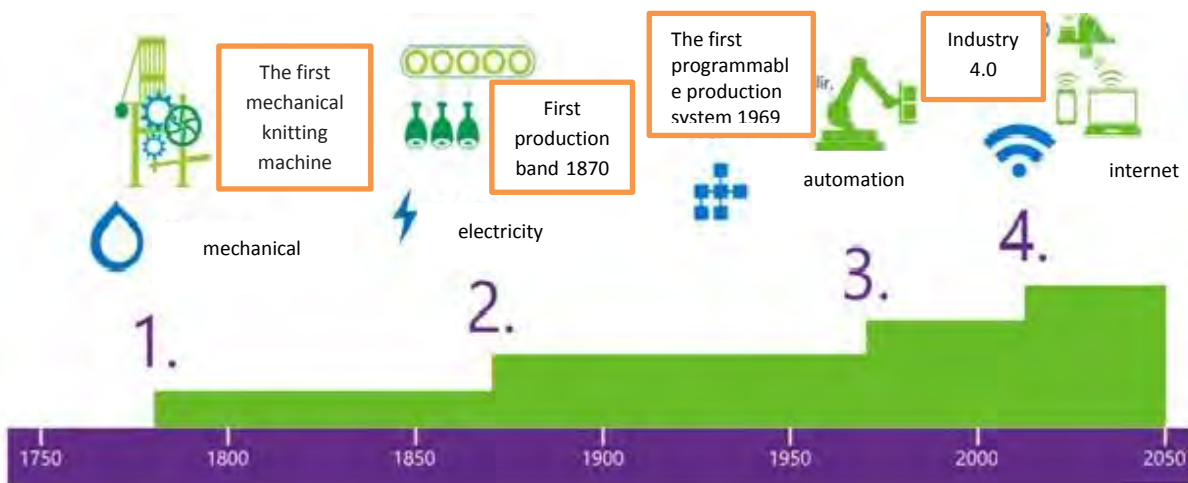 The first
mechanical
knitting
machine
First
production
band 1870
The first
programmabl
e production
system 1969
Industry
4.0
mechanical
electricity
automation
internet
1.
2.
3.
4.
1750 1800 1850 1900 1950 2000 2050